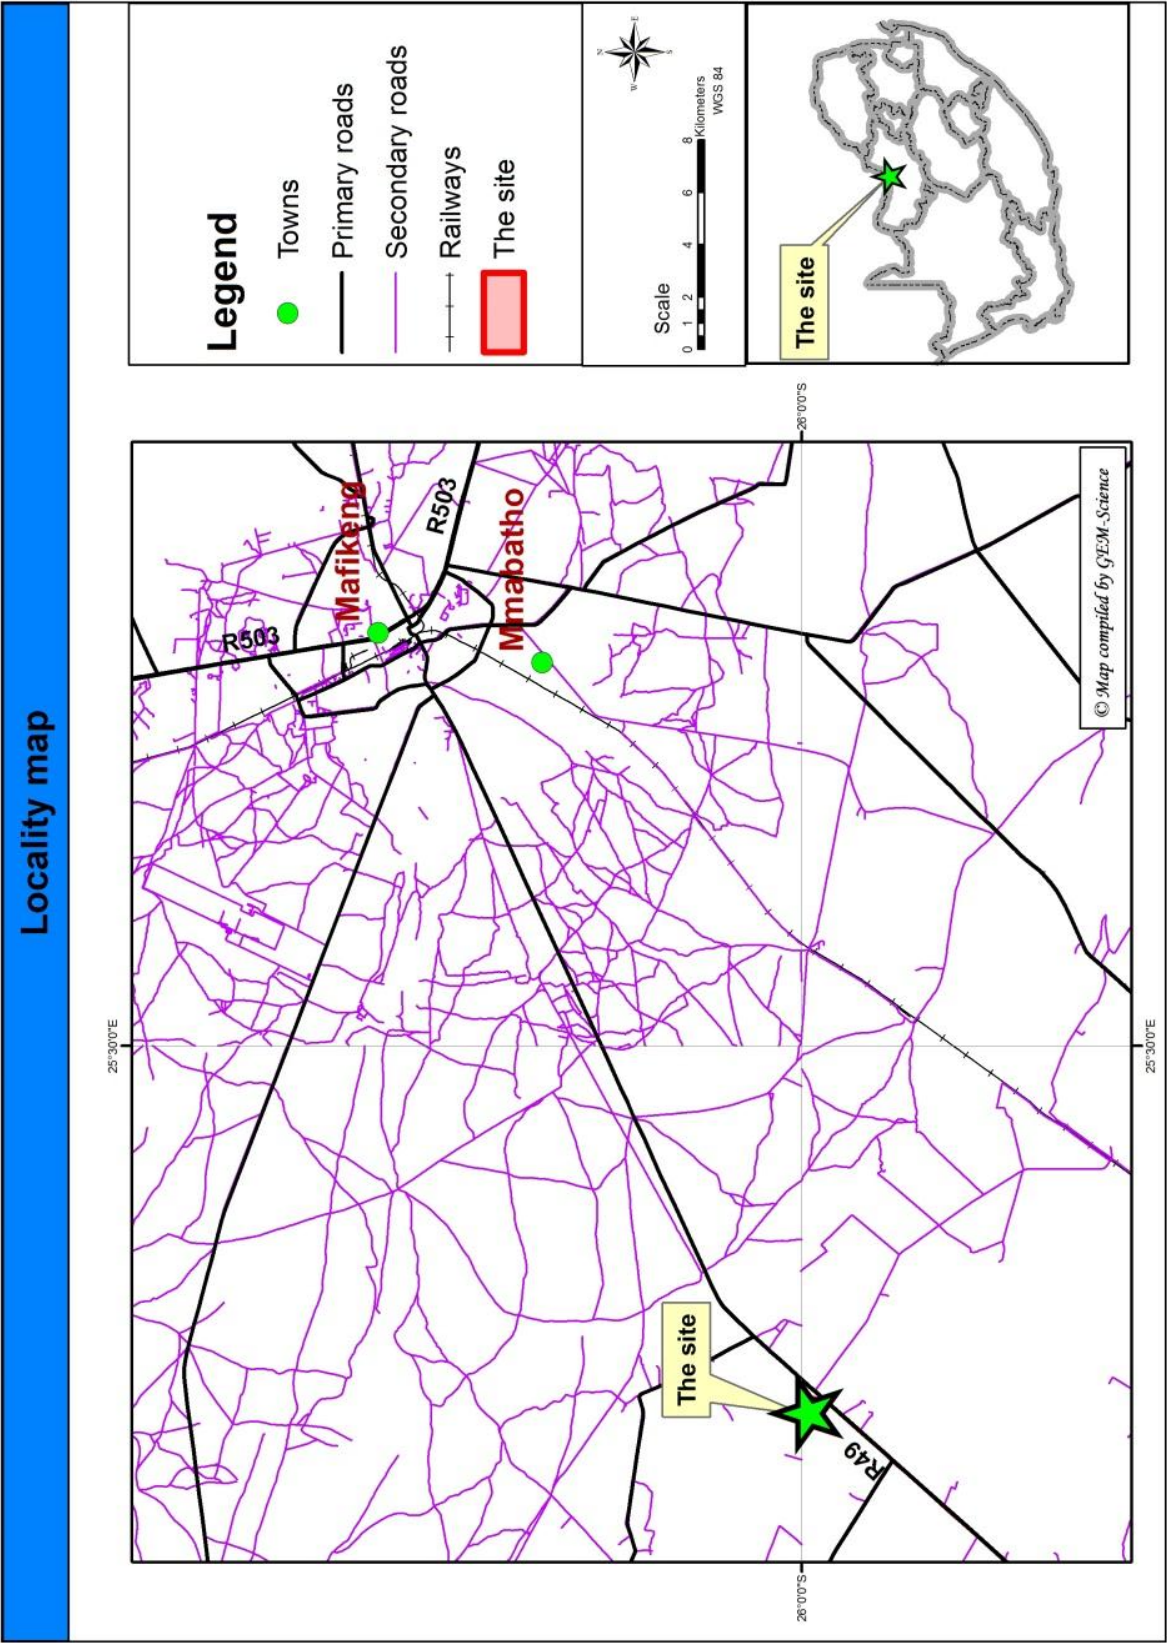 Locality map
25°30'0"E
26°0'0"S
R503
Mafikeng
R503
Mmabatho
The site
R49
26°0'0"S
25°30'0"E
© Map compiled by GEM-Science
Legend
Towns
Primary roads
Secondary roads
Railways
The site
N
E
S
W
Scale
0 1 2 4 6 8
Kilometers
WGS 84
The site